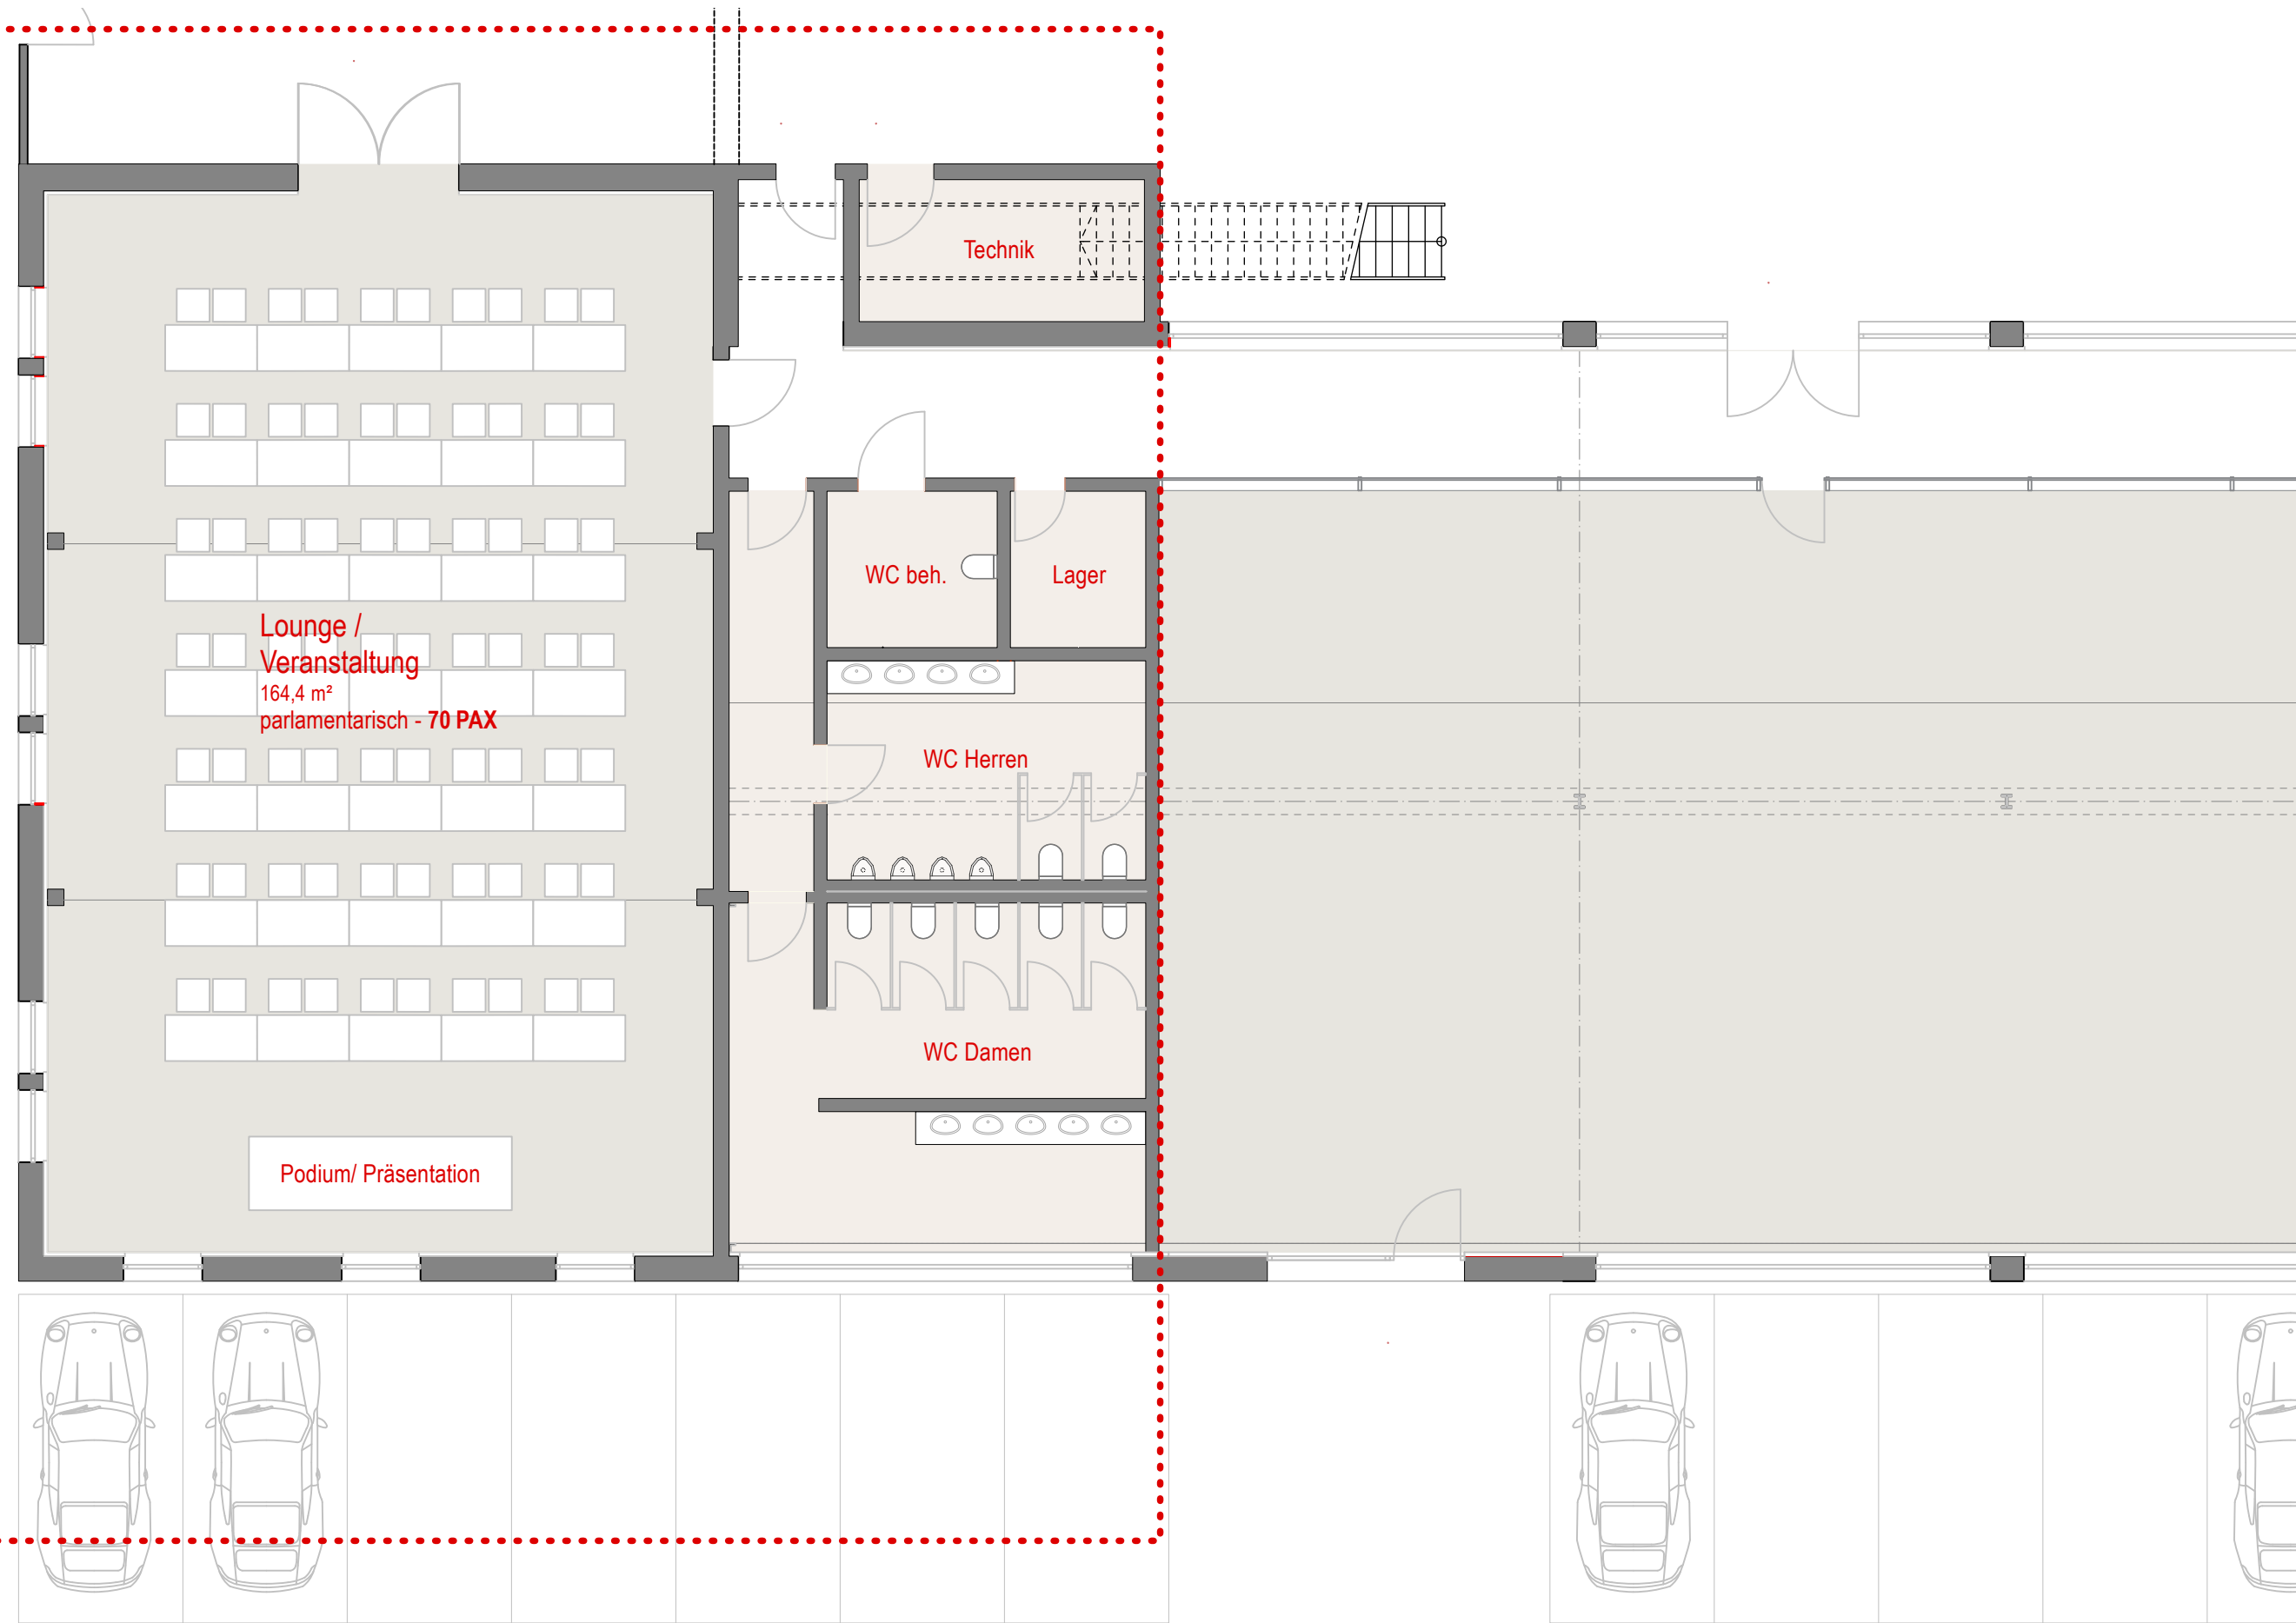 Technik
WC beh.
Lager
Lounge /
Veranstaltung
164,4 m²
parlamentarisch - 70 PAX
WC Herren
WC Damen
Podium/ Präsentation